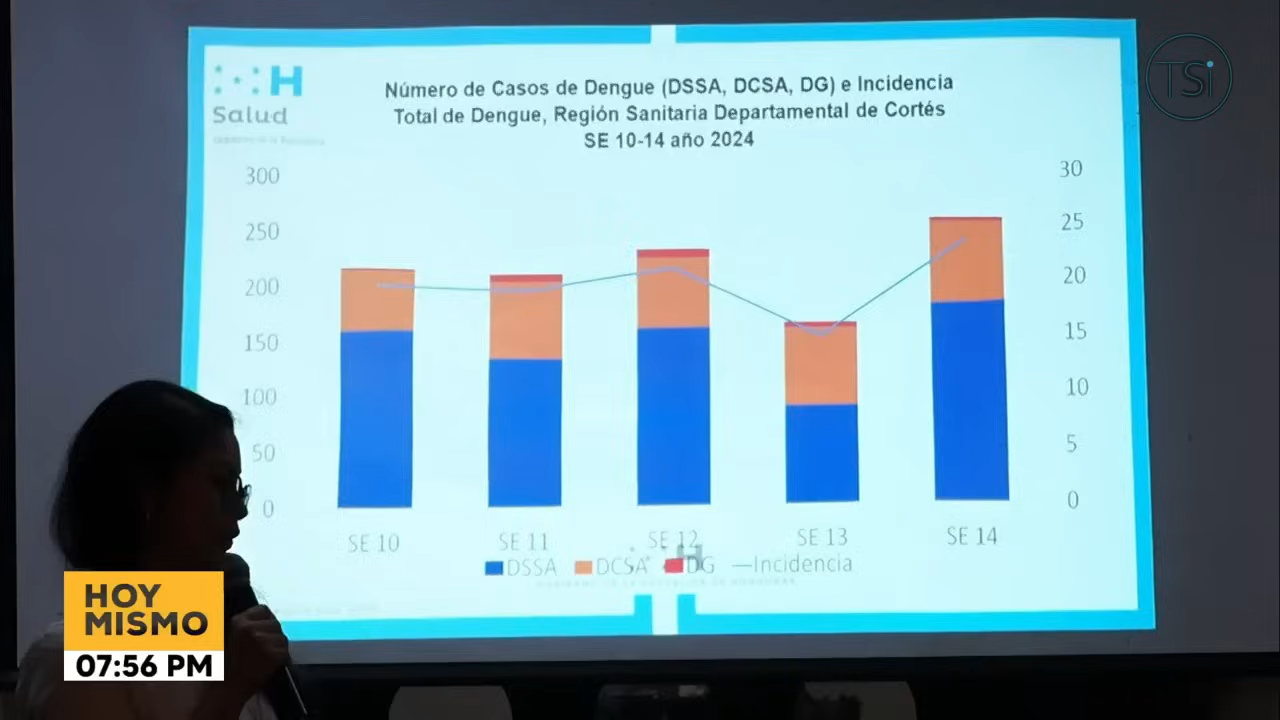 H
Salud
Número de Casos de Dengue (DSSA, DCSA, DG) e Incidencia
Total de Dengue, Región Sanitaria Departamental de Cortés
SE 10-14 año 2024
TSi
300
250
200
150
100
50
0
30
25
20
15
10
5
0
SE 10
SE 11
SE 12
SE 13
SE 14
DSSA
DCSA
DG
Incidencia
HOY
MISMO
07:56 PM